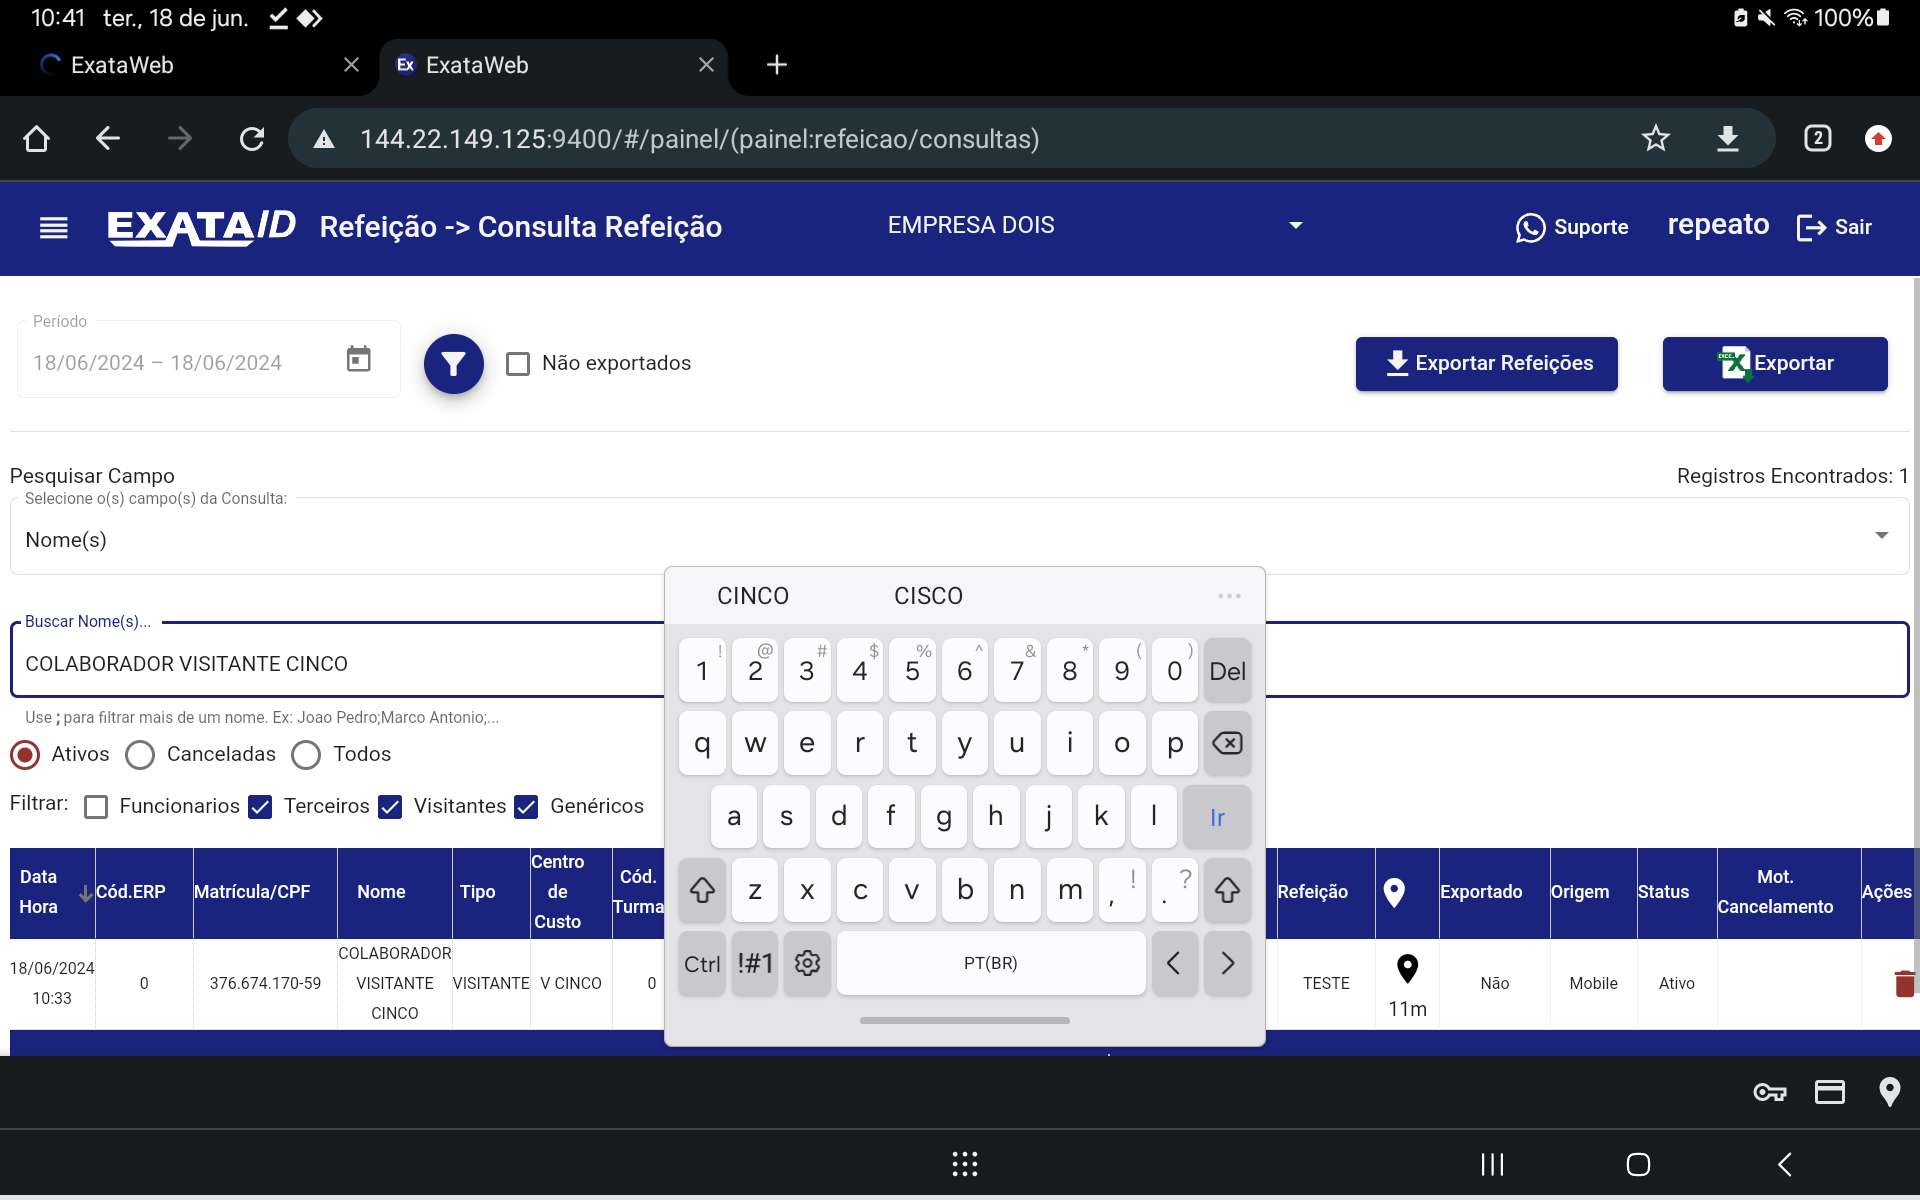 10:41 ter., 18 de jun. 100%
ExataWeb Ex ExataWeb
144.22.149.125:9400/#/painel/(painel:refeicao/consultas) 2
EXATA/ID Refeição -> Consulta Refeição EMPRESA DOIS Suporte repeato Sair
Período
18/06/2024 – 18/06/2024 Não exportados Exportar Refeições Exportar
Pesquisar Campo Registros Encontrados: 1
Selecione o(s) campo(s) da Consulta:
Nome(s)
CINCO CISCO ...
Buscar Nome(s)...
COLABORADOR VISITANTE CINCO
Use ; para filtrar mais de um nome. Ex: Joao Pedro;Marco Antonio;...
Ativos Canceladas Todos
Filtrar: Funcionarios Terceiros Visitantes Genéricos
! @ # $ % ^ & * ( )
1 2 3 4 5 6 7 8 9 0 Del
q w e r t y u i o p
a s d f g h j k l Ir
z x c v b n m , ! . ?
Ctrl !#1 PT(BR) < >
Data Hora Cód.ERP Matrícula/CPF Nome Tipo Centro de Custo Cód. Turma Refeição Exportado Origem Status Mot. Cancelamento Ações
18/06/2024 10:33 0 376.674.170-59 COLABORADOR VISITANTE CINCO VISITANTE V CINCO 0 TESTE 11m Não Mobile Ativo